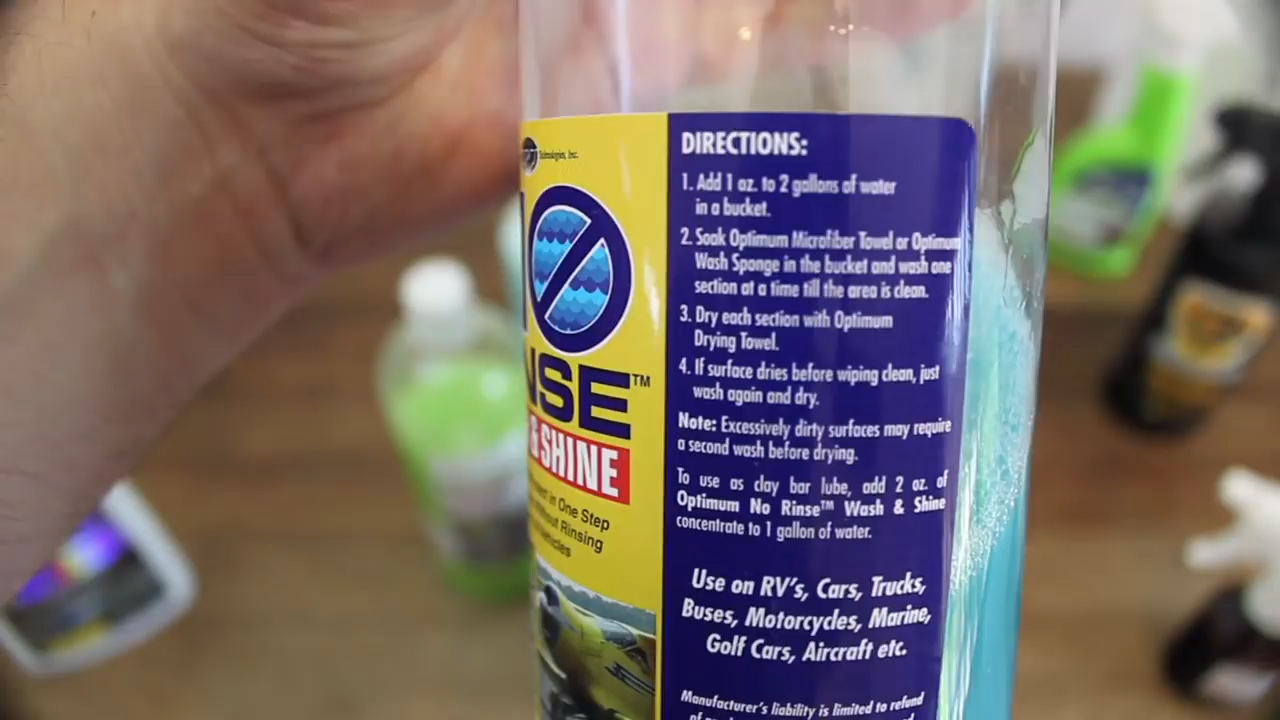 Technologies, Inc.
NSE™
& SHINE
in One Step
without Rinsing
DIRECTIONS:
1. Add 1 oz. to 2 gallons of water
in a bucket.
2. Soak Optimum Microfiber Towel or Optimum
Wash Sponge in the bucket and wash one
section at a time till the area is clean.
3. Dry each section with Optimum
Drying Towel.
4. If surface dries before wiping clean, just
wash again and dry.
Note: Excessively dirty surfaces may require
a second wash before drying.
To use as clay bar lube, add 2 oz. of
Optimum No Rinse™ Wash & Shine
concentrate to 1 gallon of water.
Use on RV's, Cars, Trucks,
Buses, Motorcycles, Marine,
Golf Cars, Aircraft etc.
Manufacturer's liability is limited to refund